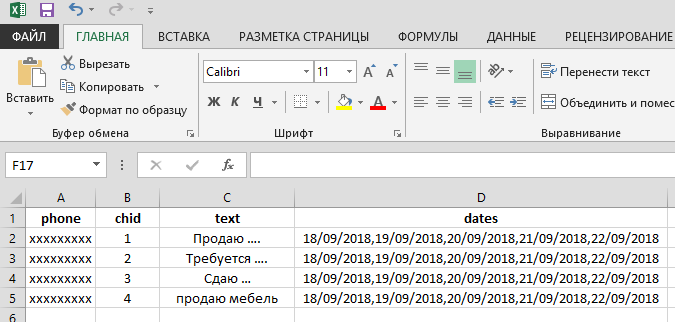 ФАЙЛ ГЛАВНАЯ ВСТАВКА РАЗМЕТКА СТРАНИЦЫ ФОРМУЛЫ ДАННЫЕ РЕЦЕНЗИРОВАНИЕ
Вставить
Вырезать
Копировать
Формат по образцу
Буфер обмена
Calibri 11
Ж К Ч
Шрифт
Перенести текст
Объединить и помес
Выравнивание
F17
A B C D
1 phone chid text dates
2 xxxxxxxxx 1 Продаю .... 18/09/2018,19/09/2018,20/09/2018,21/09/2018,22/09/2018
3 xxxxxxxxx 2 Требуется .... 18/09/2018,19/09/2018,20/09/2018,21/09/2018,22/09/2018
4 xxxxxxxxx 3 Сдаю ... 18/09/2018,19/09/2018,20/09/2018,21/09/2018,22/09/2018
5 xxxxxxxxx 4 продаю мебель 18/09/2018,19/09/2018,20/09/2018,21/09/2018,22/09/2018
6